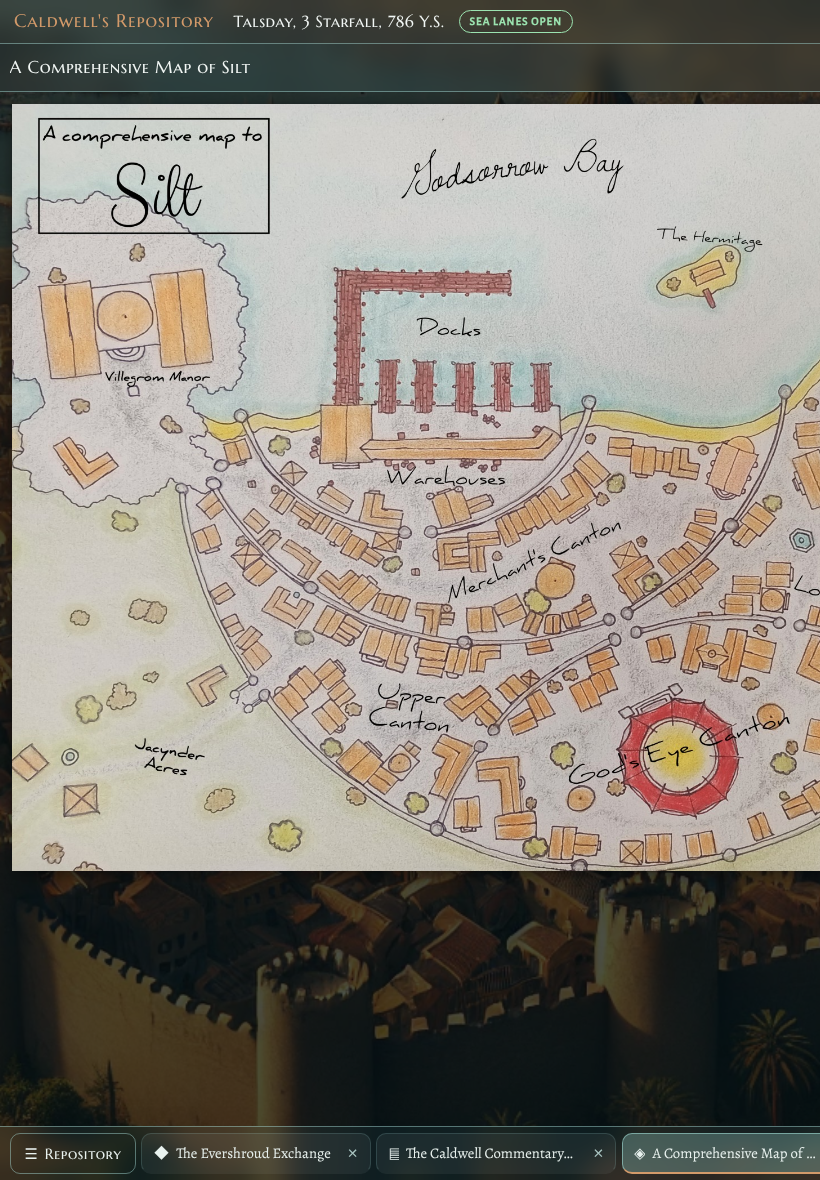 Caldwell's Repository Talsday, 3 Starfall, 786 Y.S. SEA LANES OPEN
A Comprehensive Map of Silt
A comprehensive map to
Silt
Godsorrow Bay
The Hermitage
Docks
Villegrom Manor
Warehouses
Merchant's Canton
Lo
Upper
Canton
God's Eye Canton
Jacynder
Acres
☰ Repository ◆ The Evershroud Exchange × The Caldwell Commentary... × ◈ A Comprehensive Map of ...